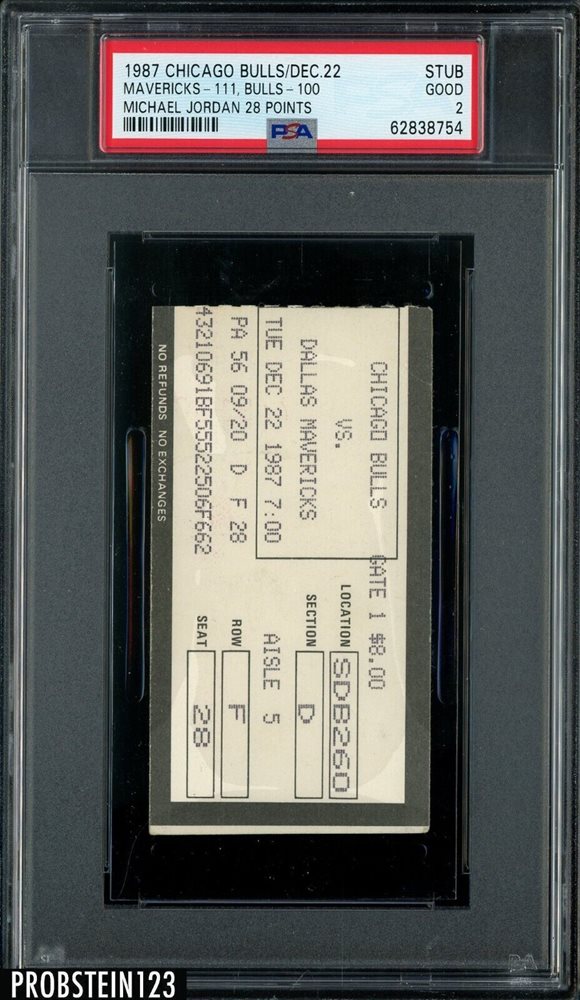 1987 CHICAGO BULLS/DEC.22 STUB
MAVERICKS - 111, BULLS - 100 GOOD
MICHAEL JORDAN 28 POINTS 2
PSA 62838754
CHICAGO BULLS GATE 1 $8.00
VS.
DALLAS MAVERICKS
TUE DEC 22 1987 7:00
PA 56 09/20 D F 28
43210691BF55522506F662
NO REFUNDS NO EXCHANGES
LOCATION SDB260
SECTION D
AISLE 5
ROW F
SEAT 28
PROBSTEIN123